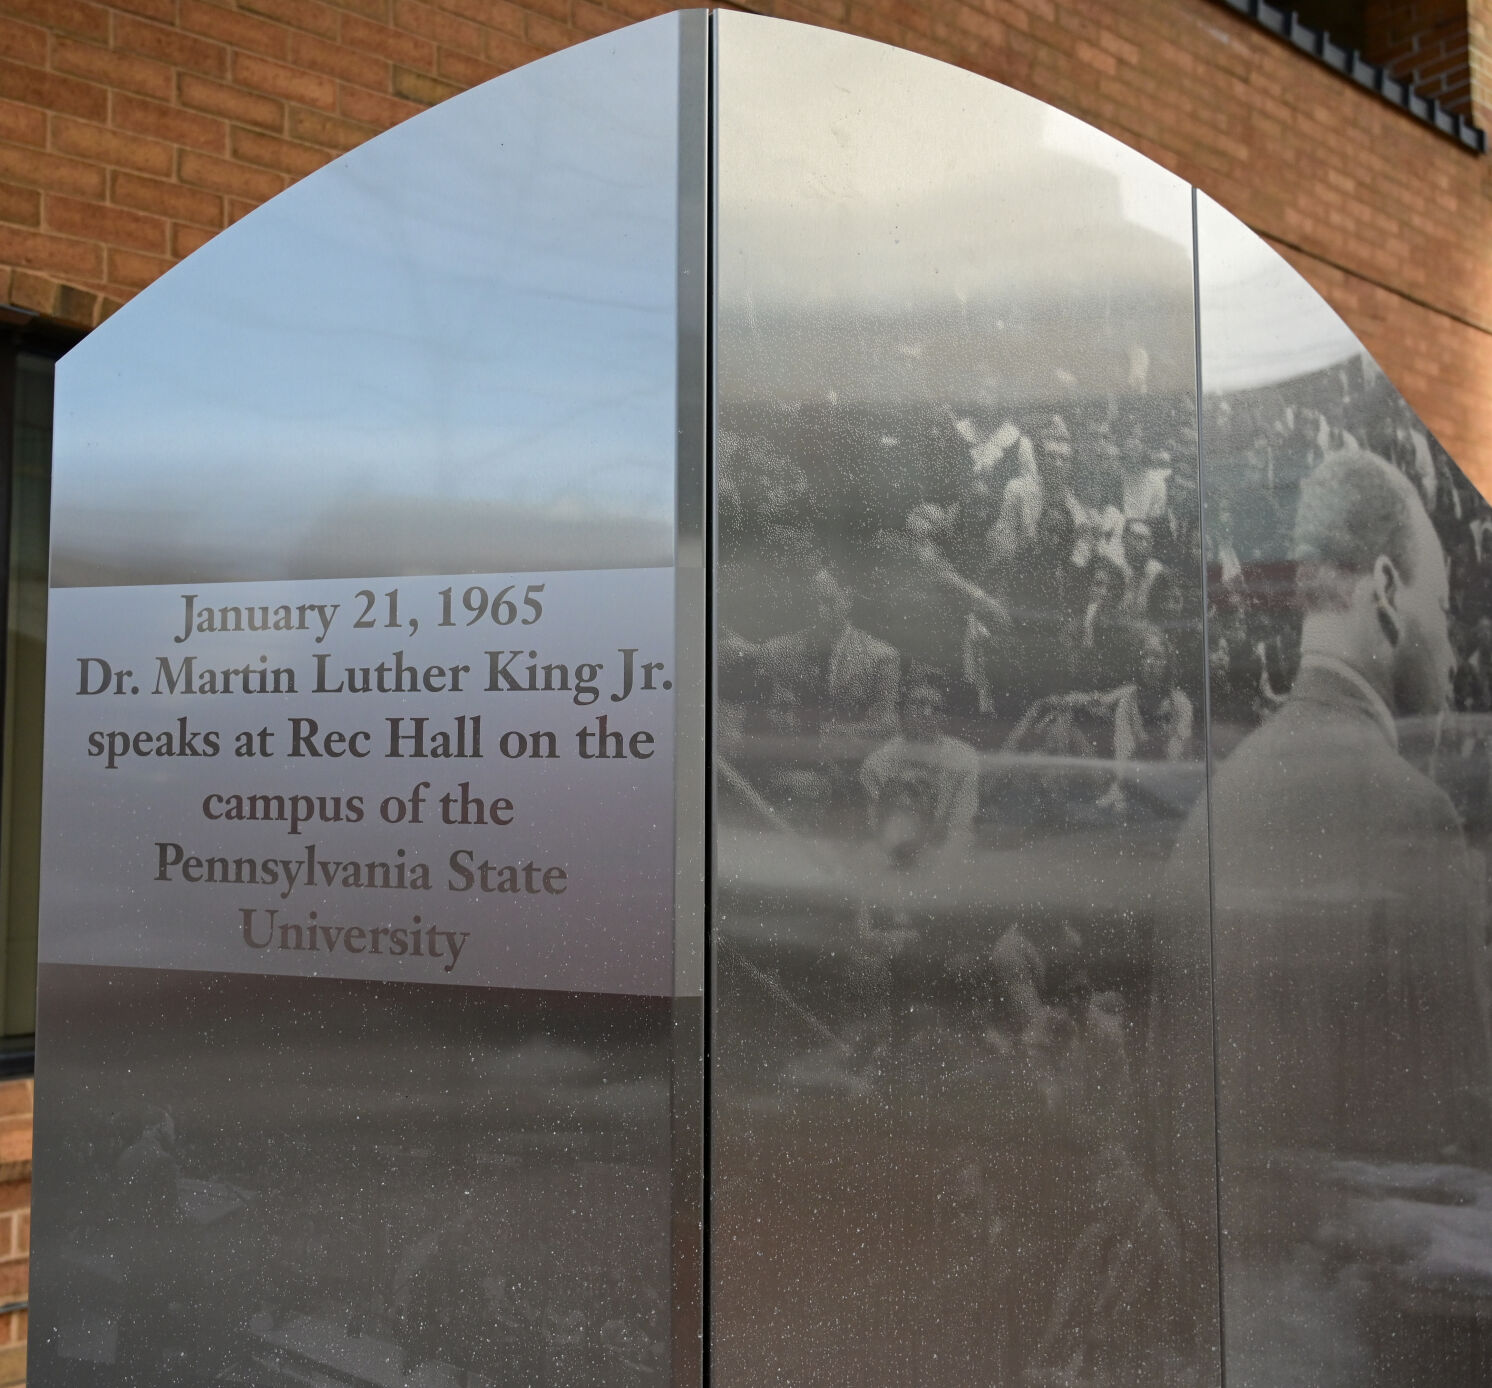 January 21, 1965
Dr. Martin Luther King Jr.
speaks at Rec Hall on the
campus of the
Pennsylvania State
University